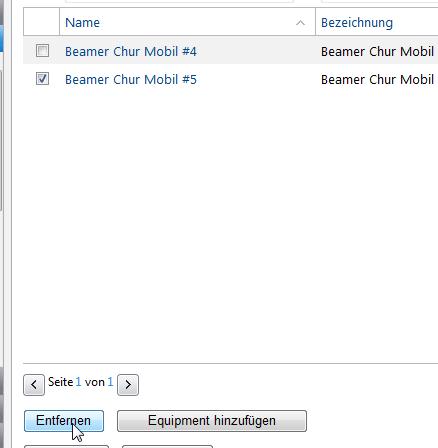 Name Bezeichnung
Beamer Chur Mobil #4 Beamer Chur Mobil
Beamer Chur Mobil #5 Beamer Chur Mobil
Seite 1 von 1
Entfernen Equipment hinzufügen